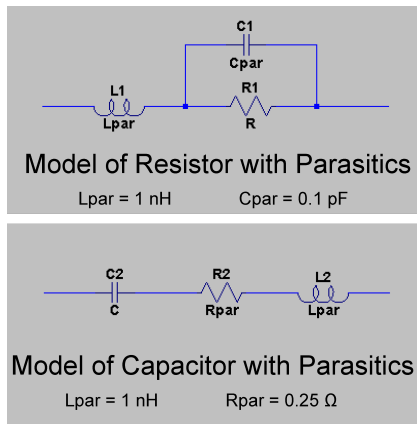 C1
Cpar
L1
R1
Lpar
R
Model of Resistor with Parasitics
Lpar = 1 nH Cpar = 0.1 pF
C2
R2
L2
C
Rpar
Lpar
Model of Capacitor with Parasitics
Lpar = 1 nH Rpar = 0.25 Ω